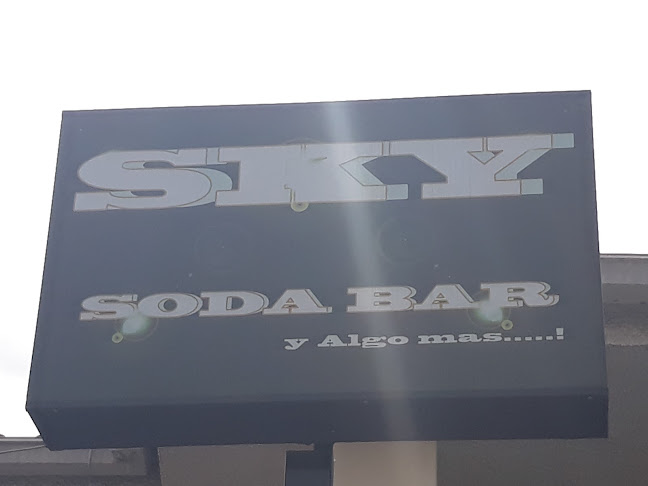 SKY
SODA BAR
y Algo mas.....!